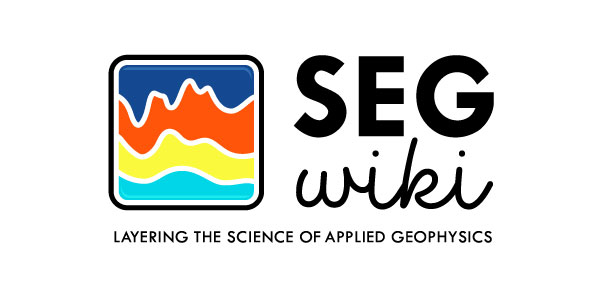 SEG
wiki
LAYERING THE SCIENCE OF APPLIED GEOPHYSICS